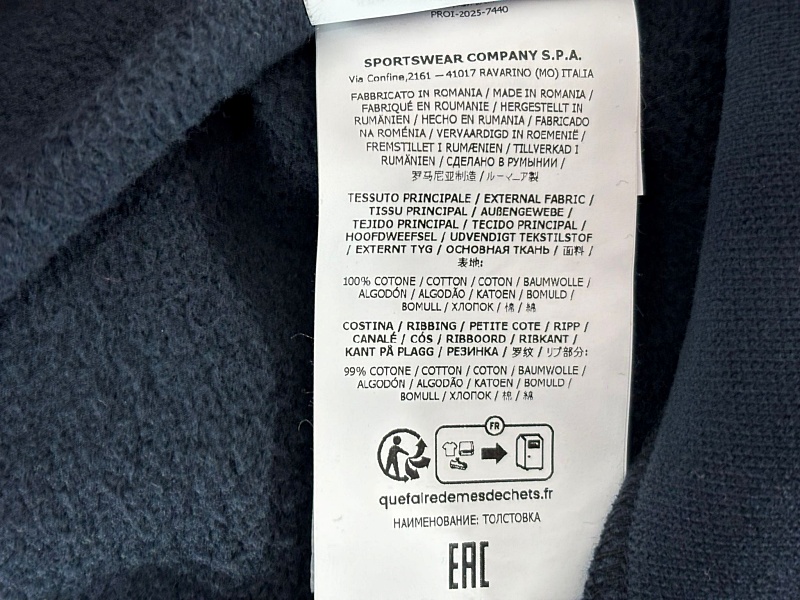 PROI-2025-7440
SPORTSWEAR COMPANY S.P.A.
Via Confine,2161 — 41017 RAVARINO (MO) ITALIA
FABBRICATO IN ROMANIA / MADE IN ROMANIA /
FABRIQUÉ EN ROUMANIE / HERGESTELLT IN
RUMÄNIEN / HECHO EN RUMANIA / FABRICADO
NA ROMÉNIA / VERVAARDIGD IN ROEMENIË /
FREMSTILLET I RUMÆNIEN / TILLVERKAD I
RUMÄNIEN / СДЕЛАНО В РУМЫНИИ /
罗马尼亚制造 / ルーマニア製
TESSUTO PRINCIPALE / EXTERNAL FABRIC /
TISSU PRINCIPAL / AUßENGEWEBE /
TEJIDO PRINCIPAL / TECIDO PRINCIPAL /
HOOFDWEEFSEL / UDVENDIGT TEKSTILSTOF
/ EXTERNT TYG / ОСНОВНАЯ ТКАНЬ / 面料 /
表地:
100% COTONE / COTTON / COTON / BAUMWOLLE /
ALGODÓN / ALGODÃO / KATOEN / BOMULD /
BOMULL / ХЛОПОК / 棉 / 綿
COSTINA / RIBBING / PETITE COTE / RIPP /
CANALÉ / CÓS / RIBBOORD / RIBKANT /
KANT PÅ PLAGG / РЕЗИНКА / 罗纹 / リブ部分:
99% COTONE / COTTON / COTON / BAUMWOLLE /
ALGODÓN / ALGODÃO / KATOEN / BOMULD /
BOMULL / ХЛОПОК / 棉 / 綿
FR
quefairedemesdechets.fr
НАИМЕНОВАНИЕ: ТОЛСТОВКА
EAC